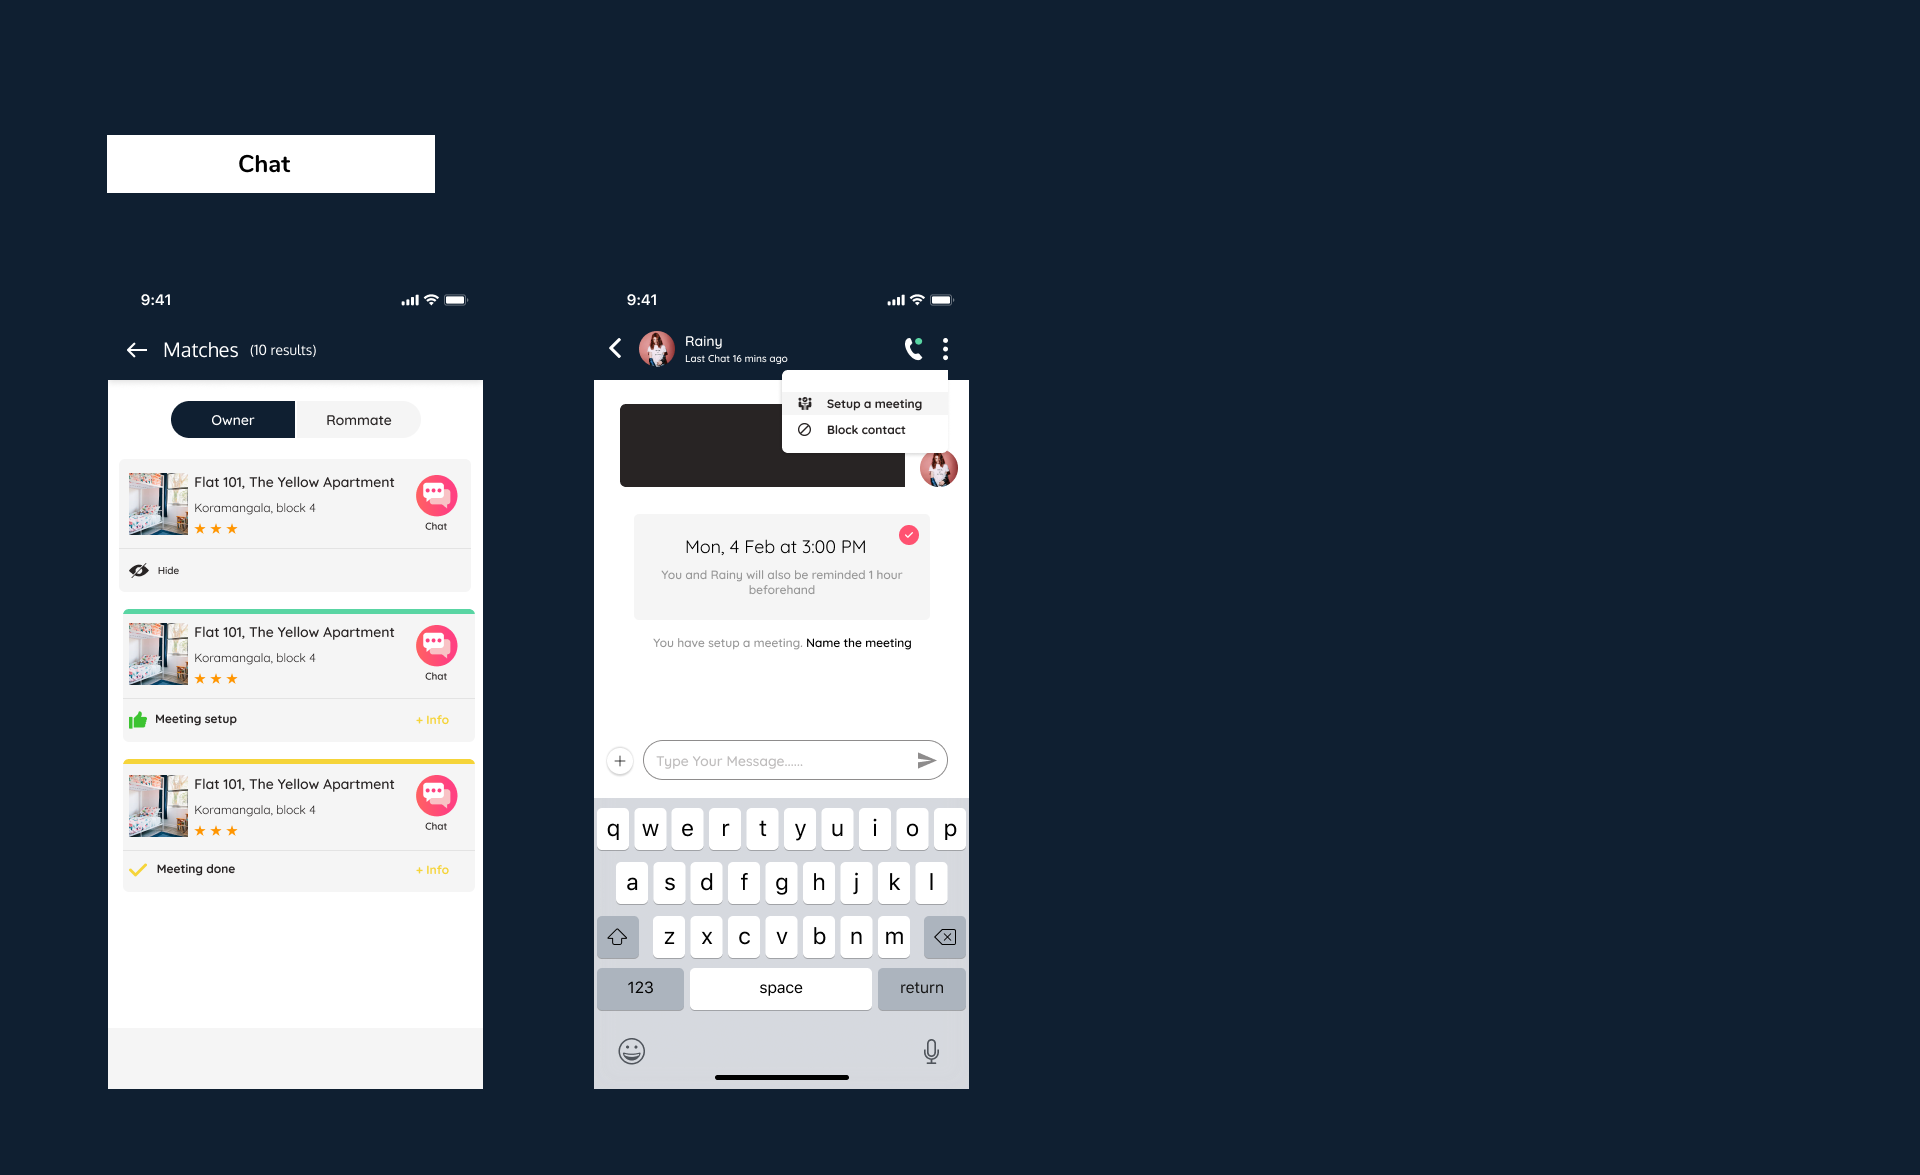 Chat
9:41
Matches (10 results)
Owner
Rommate
Flat 101, The Yellow Apartment
Koramangala, block 4
Chat
Hide
Flat 101, The Yellow Apartment
Koramangala, block 4
Chat
Meeting setup
+ Info
Flat 101, The Yellow Apartment
Koramangala, block 4
Chat
Meeting done
+ Info
9:41
Rainy
Last Chat 16 mins ago
Setup a meeting
Block contact
Mon, 4 Feb at 3:00 PM
You and Rainy will also be reminded 1 hour
beforehand
You have setup a meeting. Name the meeting
Type Your Message......
q w e r t y u i o p
a s d f g h j k l
z x c v b n m
123 space return